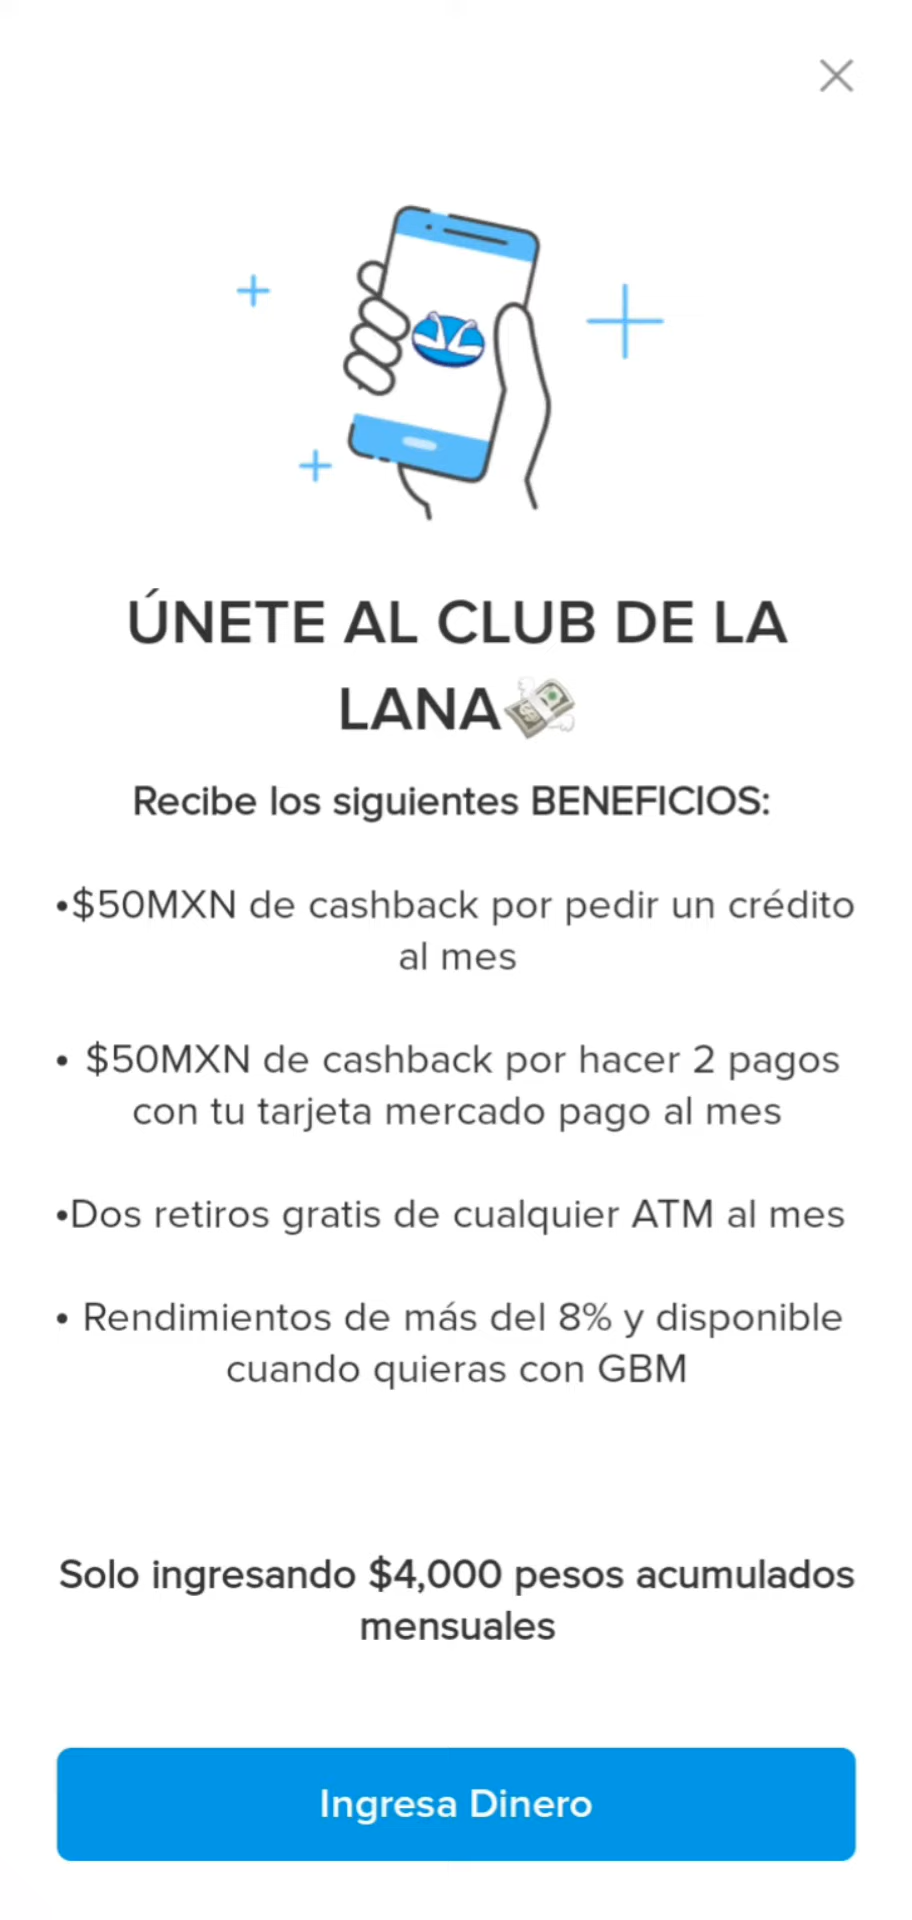 ÚNETE AL CLUB DE LA
LANA💸
Recibe los siguientes BENEFICIOS:
•$50MXN de cashback por pedir un crédito
al mes
• $50MXN de cashback por hacer 2 pagos
con tu tarjeta mercado pago al mes
•Dos retiros gratis de cualquier ATM al mes
• Rendimientos de más del 8% y disponible
cuando quieras con GBM
Solo ingresando $4,000 pesos acumulados
mensuales
Ingresa Dinero